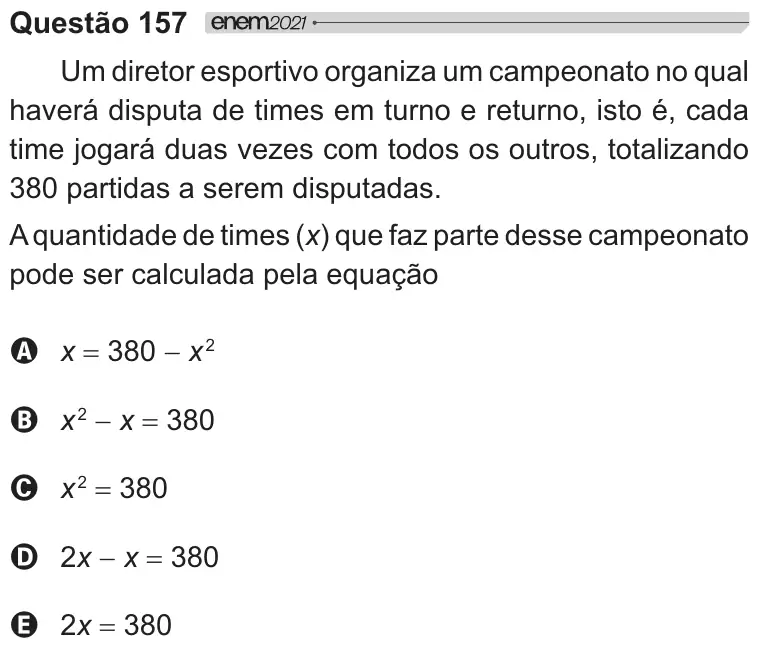 Questão 157 enem2021
Um diretor esportivo organiza um campeonato no qual
haverá disputa de times em turno e returno, isto é, cada
time jogará duas vezes com todos os outros, totalizando
380 partidas a serem disputadas.
A quantidade de times (x) que faz parte desse campeonato
pode ser calculada pela equação
A x = 380 – x²
B x² – x = 380
C x² = 380
D 2x – x = 380
E 2x = 380